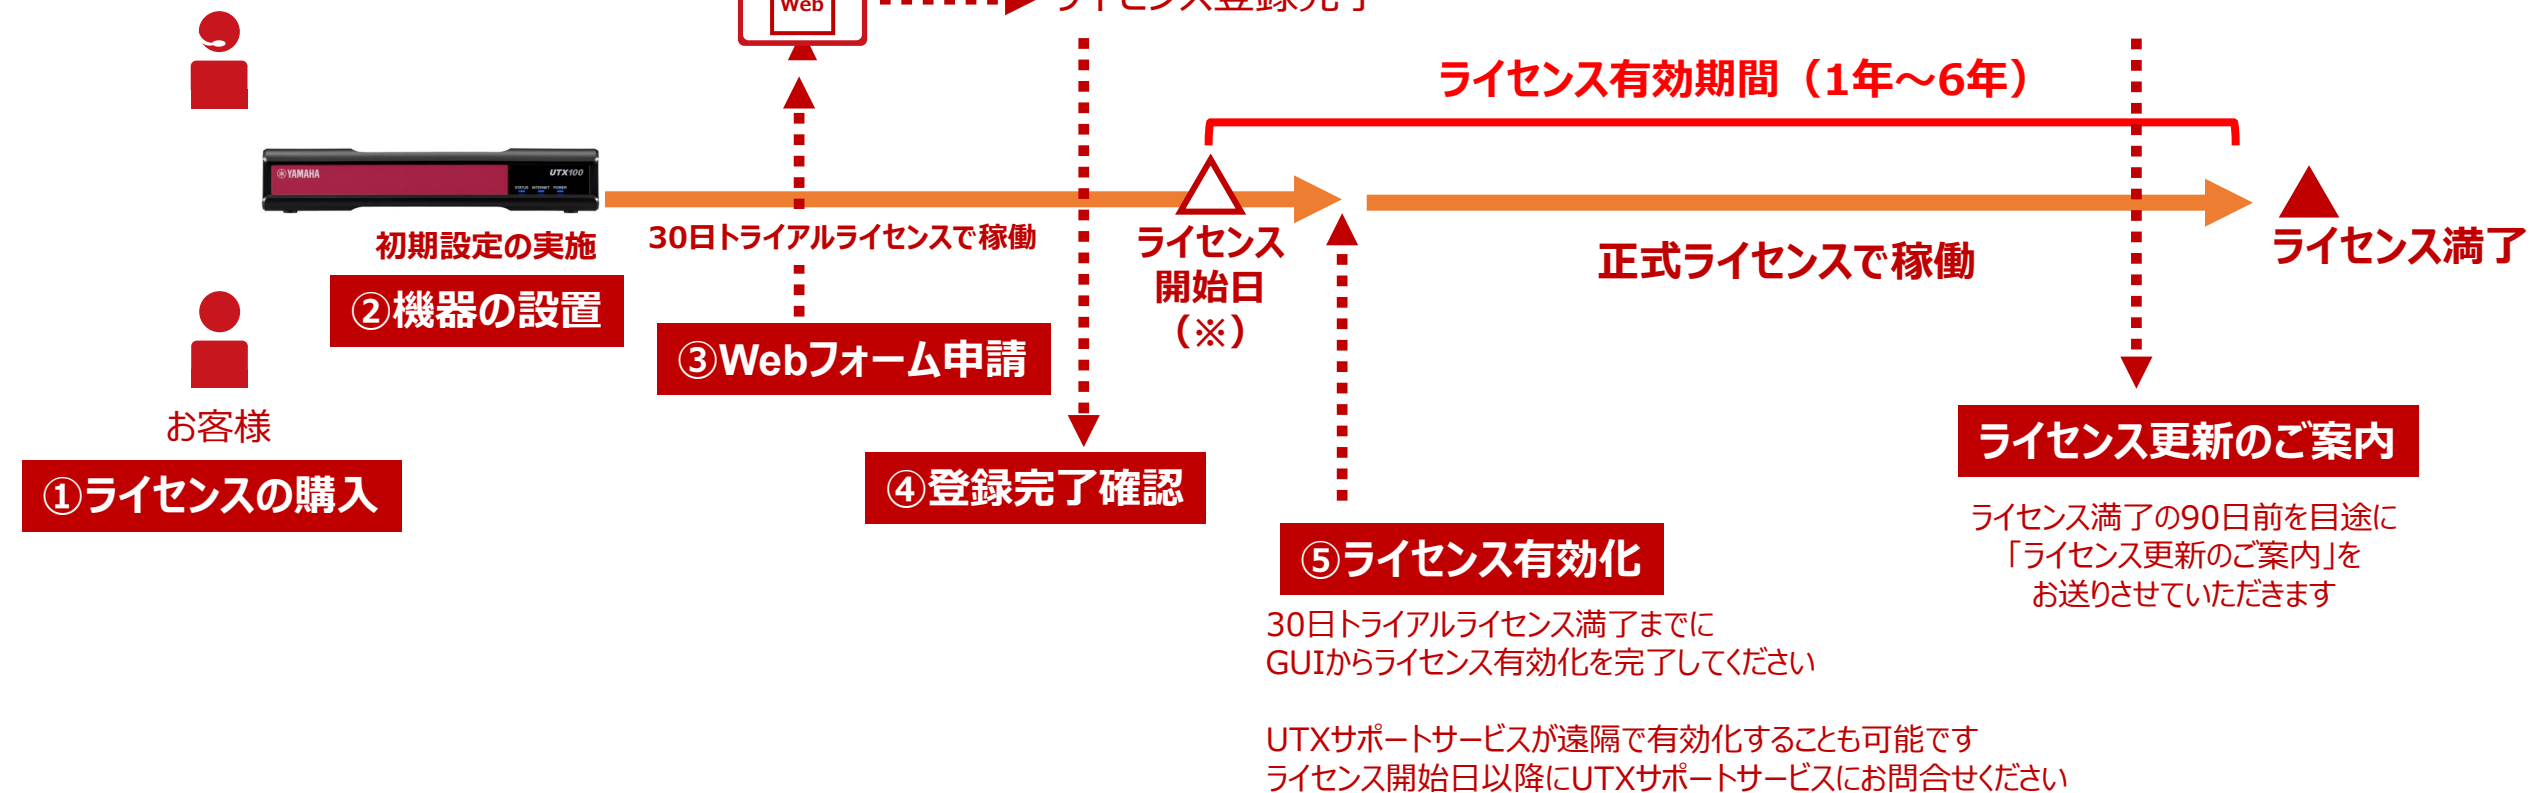 Web
ライセンス登録完了
ライセンス有効期間（1年～6年）
YAMAHA
UTX100
STATUS INTERNET POWER
初期設定の実施
30日トライアルライセンスで稼働
ライセンス
開始日
（※）
正式ライセンスで稼働
ライセンス満了
②機器の設置
③Webフォーム申請
お客様
①ライセンスの購入
④登録完了確認
⑤ライセンス有効化
30日トライアルライセンス満了までに
GUIからライセンス有効化を完了してください
UTXサポートサービスが遠隔で有効化することも可能です
ライセンス開始日以降にUTXサポートサービスにお問合せください
ライセンス更新のご案内
ライセンス満了の90日前を目途に
「ライセンス更新のご案内」を
お送りさせていただきます